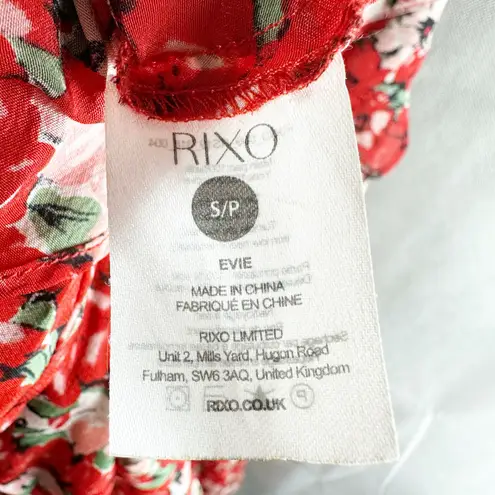 RIXO
S/P
EVIE
MADE IN CHINA
FABRIQUÉ EN CHINE
RIXO LIMITED
Unit 2, Mills Yard, Hugon Road
Fulham, SW6 3AQ, United Kingdom
RIXO.CO.UK